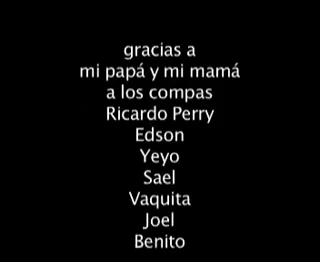 gracias a
mi papá y mi mamá
a los compas
Ricardo Perry
Edson
Yeyo
Sael
Vaquita
Joel
Benito